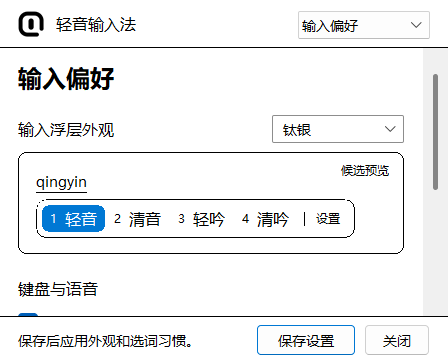 轻音输入法
输入偏好
输入偏好
输入浮层外观
钛银
候选预览
qingyin
1 轻音 2 清音 3 轻吟 4 清吟 | 设置
键盘与语音
保存后应用外观和选词习惯。
保存设置
关闭